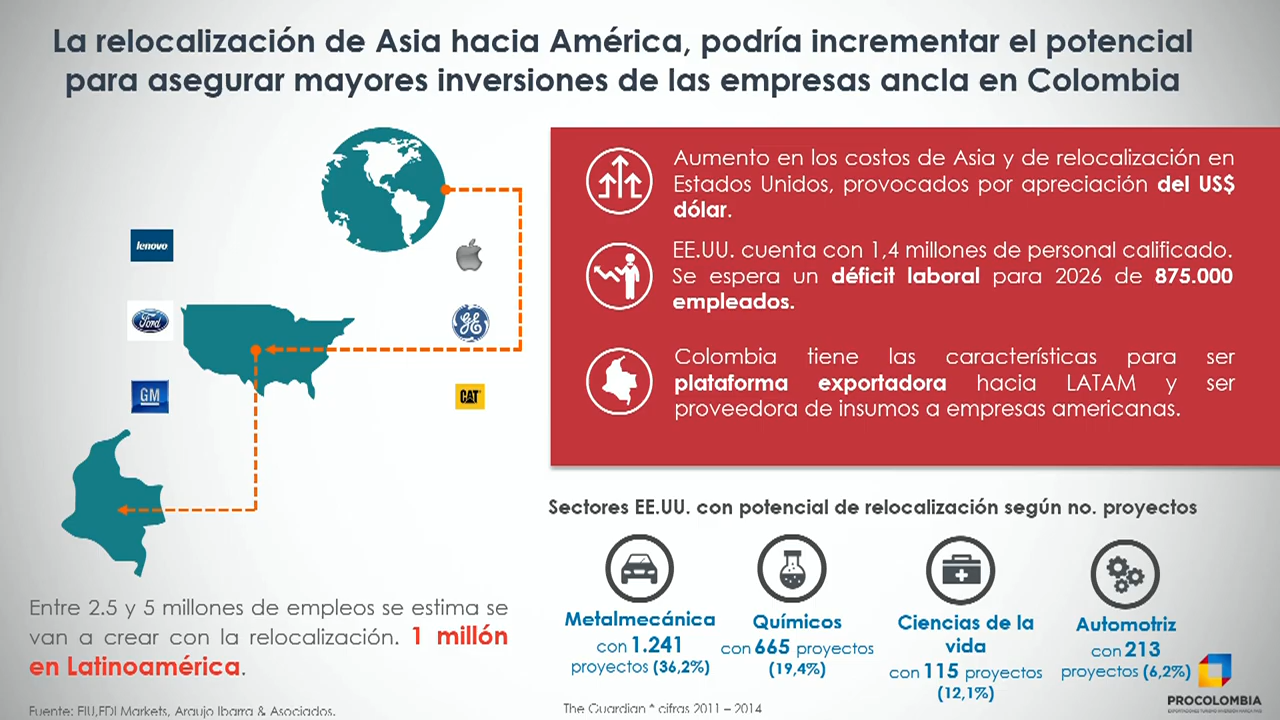 La relocalización de Asia hacia América, podría incrementar el potencial
para asegurar mayores inversiones de las empresas ancla en Colombia
lenovo
Ford
GM
GE
CAT
Aumento en los costos de Asia y de relocalización en
Estados Unidos, provocados por apreciación del US$
dólar.
EE.UU. cuenta con 1,4 millones de personal calificado.
Se espera un déficit laboral para 2026 de 875.000
empleados.
Colombia tiene las características para ser
plataforma exportadora hacia LATAM y ser
proveedora de insumos a empresas americanas.
Entre 2.5 y 5 millones de empleos se estima se
van a crear con la relocalización. 1 millón
en Latinoamérica.
Sectores EE.UU. con potencial de relocalización según no. proyectos
Metalmecánica
con 1.241
proyectos (36,2%)
Químicos
con 665 proyectos
(19,4%)
Ciencias de la
vida
con 115 proyectos
(12,1%)
Automotriz
con 213
proyectos (6,2%)
Fuente: EIU,FDI Markets, Araujo Ibarra & Asociados.
The Guardian * cifras 2011 – 2014
PROCOLOMBIA